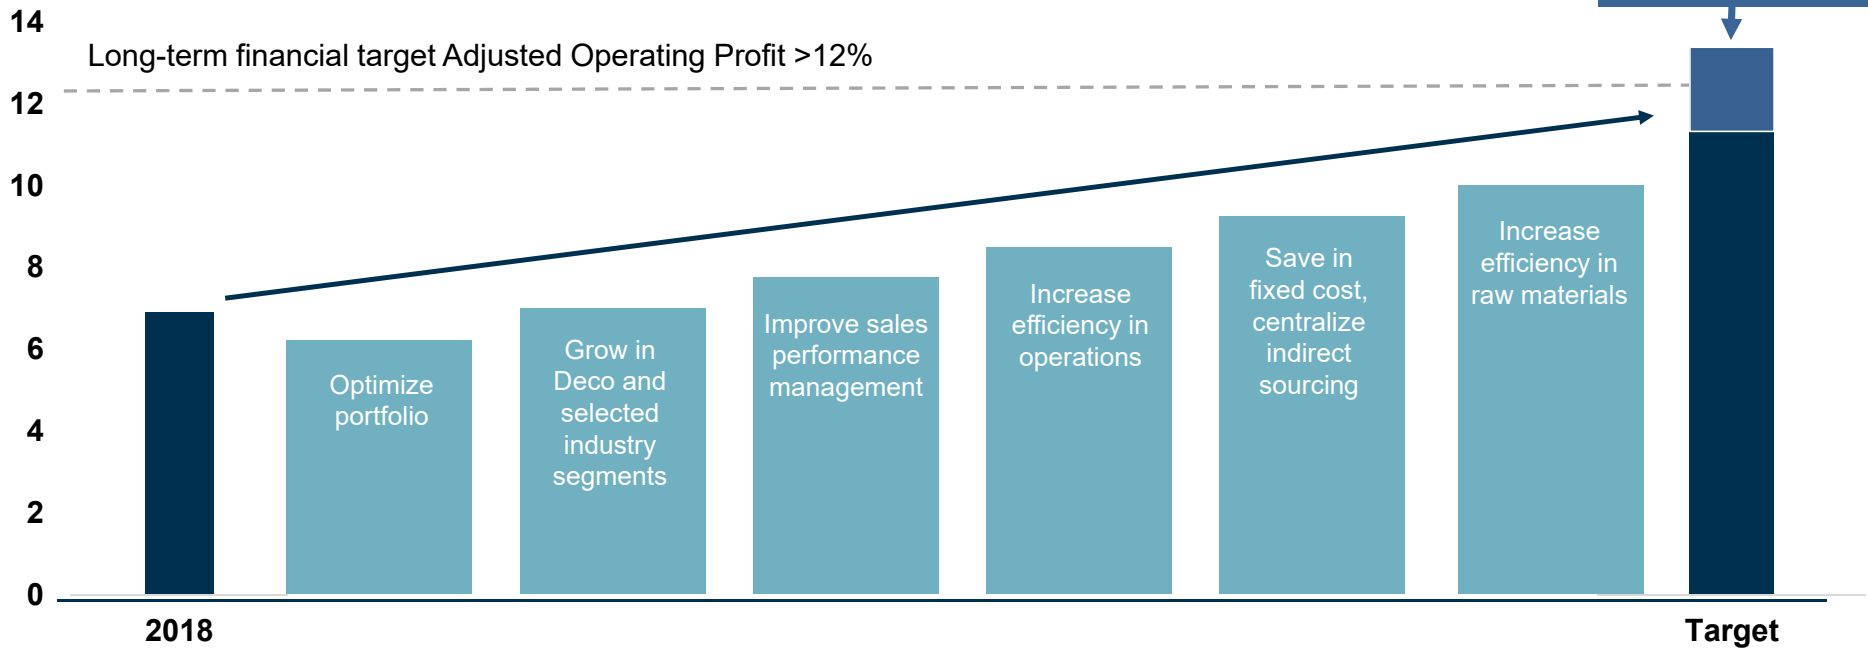 14
Long-term financial target Adjusted Operating Profit >12%
12
10
8
6
4
2
0
Optimize
portfolio
Grow in
Deco and
selected
industry
segments
Improve sales
performance
management
Increase
efficiency in
operations
Save in
fixed cost,
centralize
indirect
sourcing
Increase
efficiency in
raw materials
2018
Target